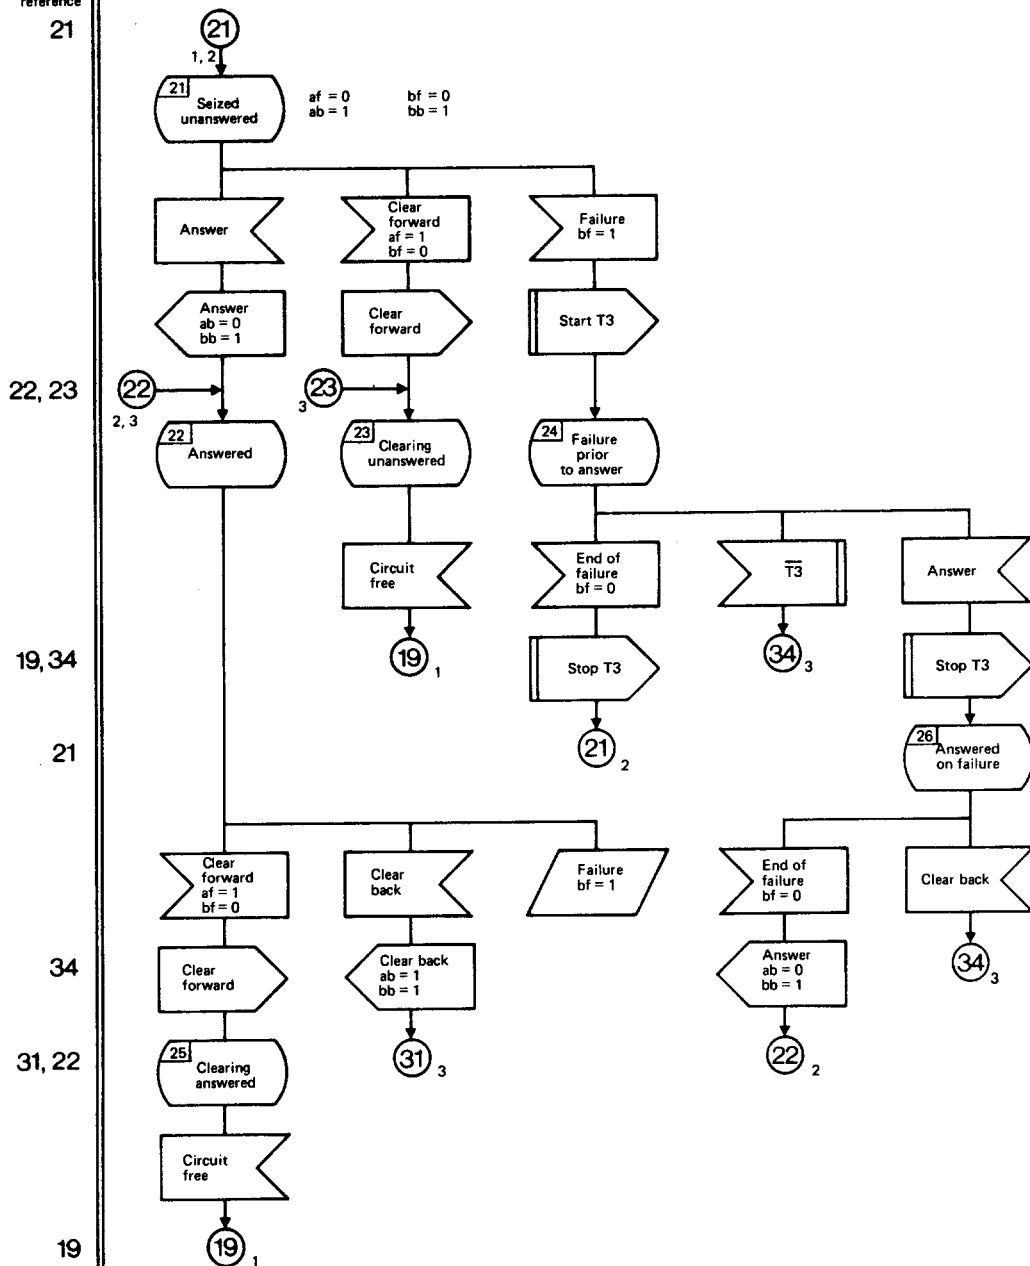 reference
21
21
1, 2
21
Seized
unanswered
af = 0
ab = 1
bf = 0
bb = 1
Answer
Clear
forward
af = 1
bf = 0
Failure
bf = 1
Answer
ab = 0
bb = 1
Clear
forward
Start T3
22, 23
22
2, 3
23
3
22
Answered
23
Clearing
unanswered
24
Failure
prior
to answer
Circuit
free
End of
failure
bf = 0
T3
Answer
19, 34
19
1
Stop T3
34
3
Stop T3
21
21
2
26
Answered
on failure
Clear
forward
af = 1
bf = 0
Clear
back
Failure
bf = 1
End of
failure
bf = 0
Clear back
34
Clear
forward
Clear back
ab = 1
bb = 1
Answer
ab = 0
bb = 1
34
3
31, 22
25
Clearing
answered
31
3
22
2
Circuit
free
19
19
1